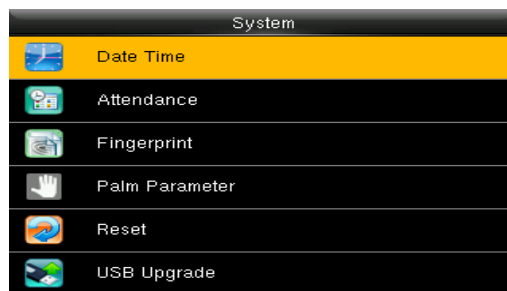 System
Date Time
Attendance
Fingerprint
Palm Parameter
Reset
USB Upgrade